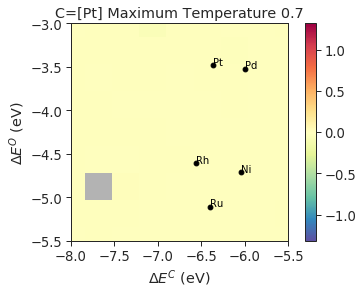 C=[Pt] Maximum Temperature 0.7
−3.0
−3.5
−4.0
−4.5
−5.0
−5.5
ΔE^O (eV)
Pt
Pd
Rh
Ni
Ru
−8.0 −7.5 −7.0 −6.5 −6.0 −5.5
ΔE^C (eV)
1.0
0.5
0.0
−0.5
−1.0